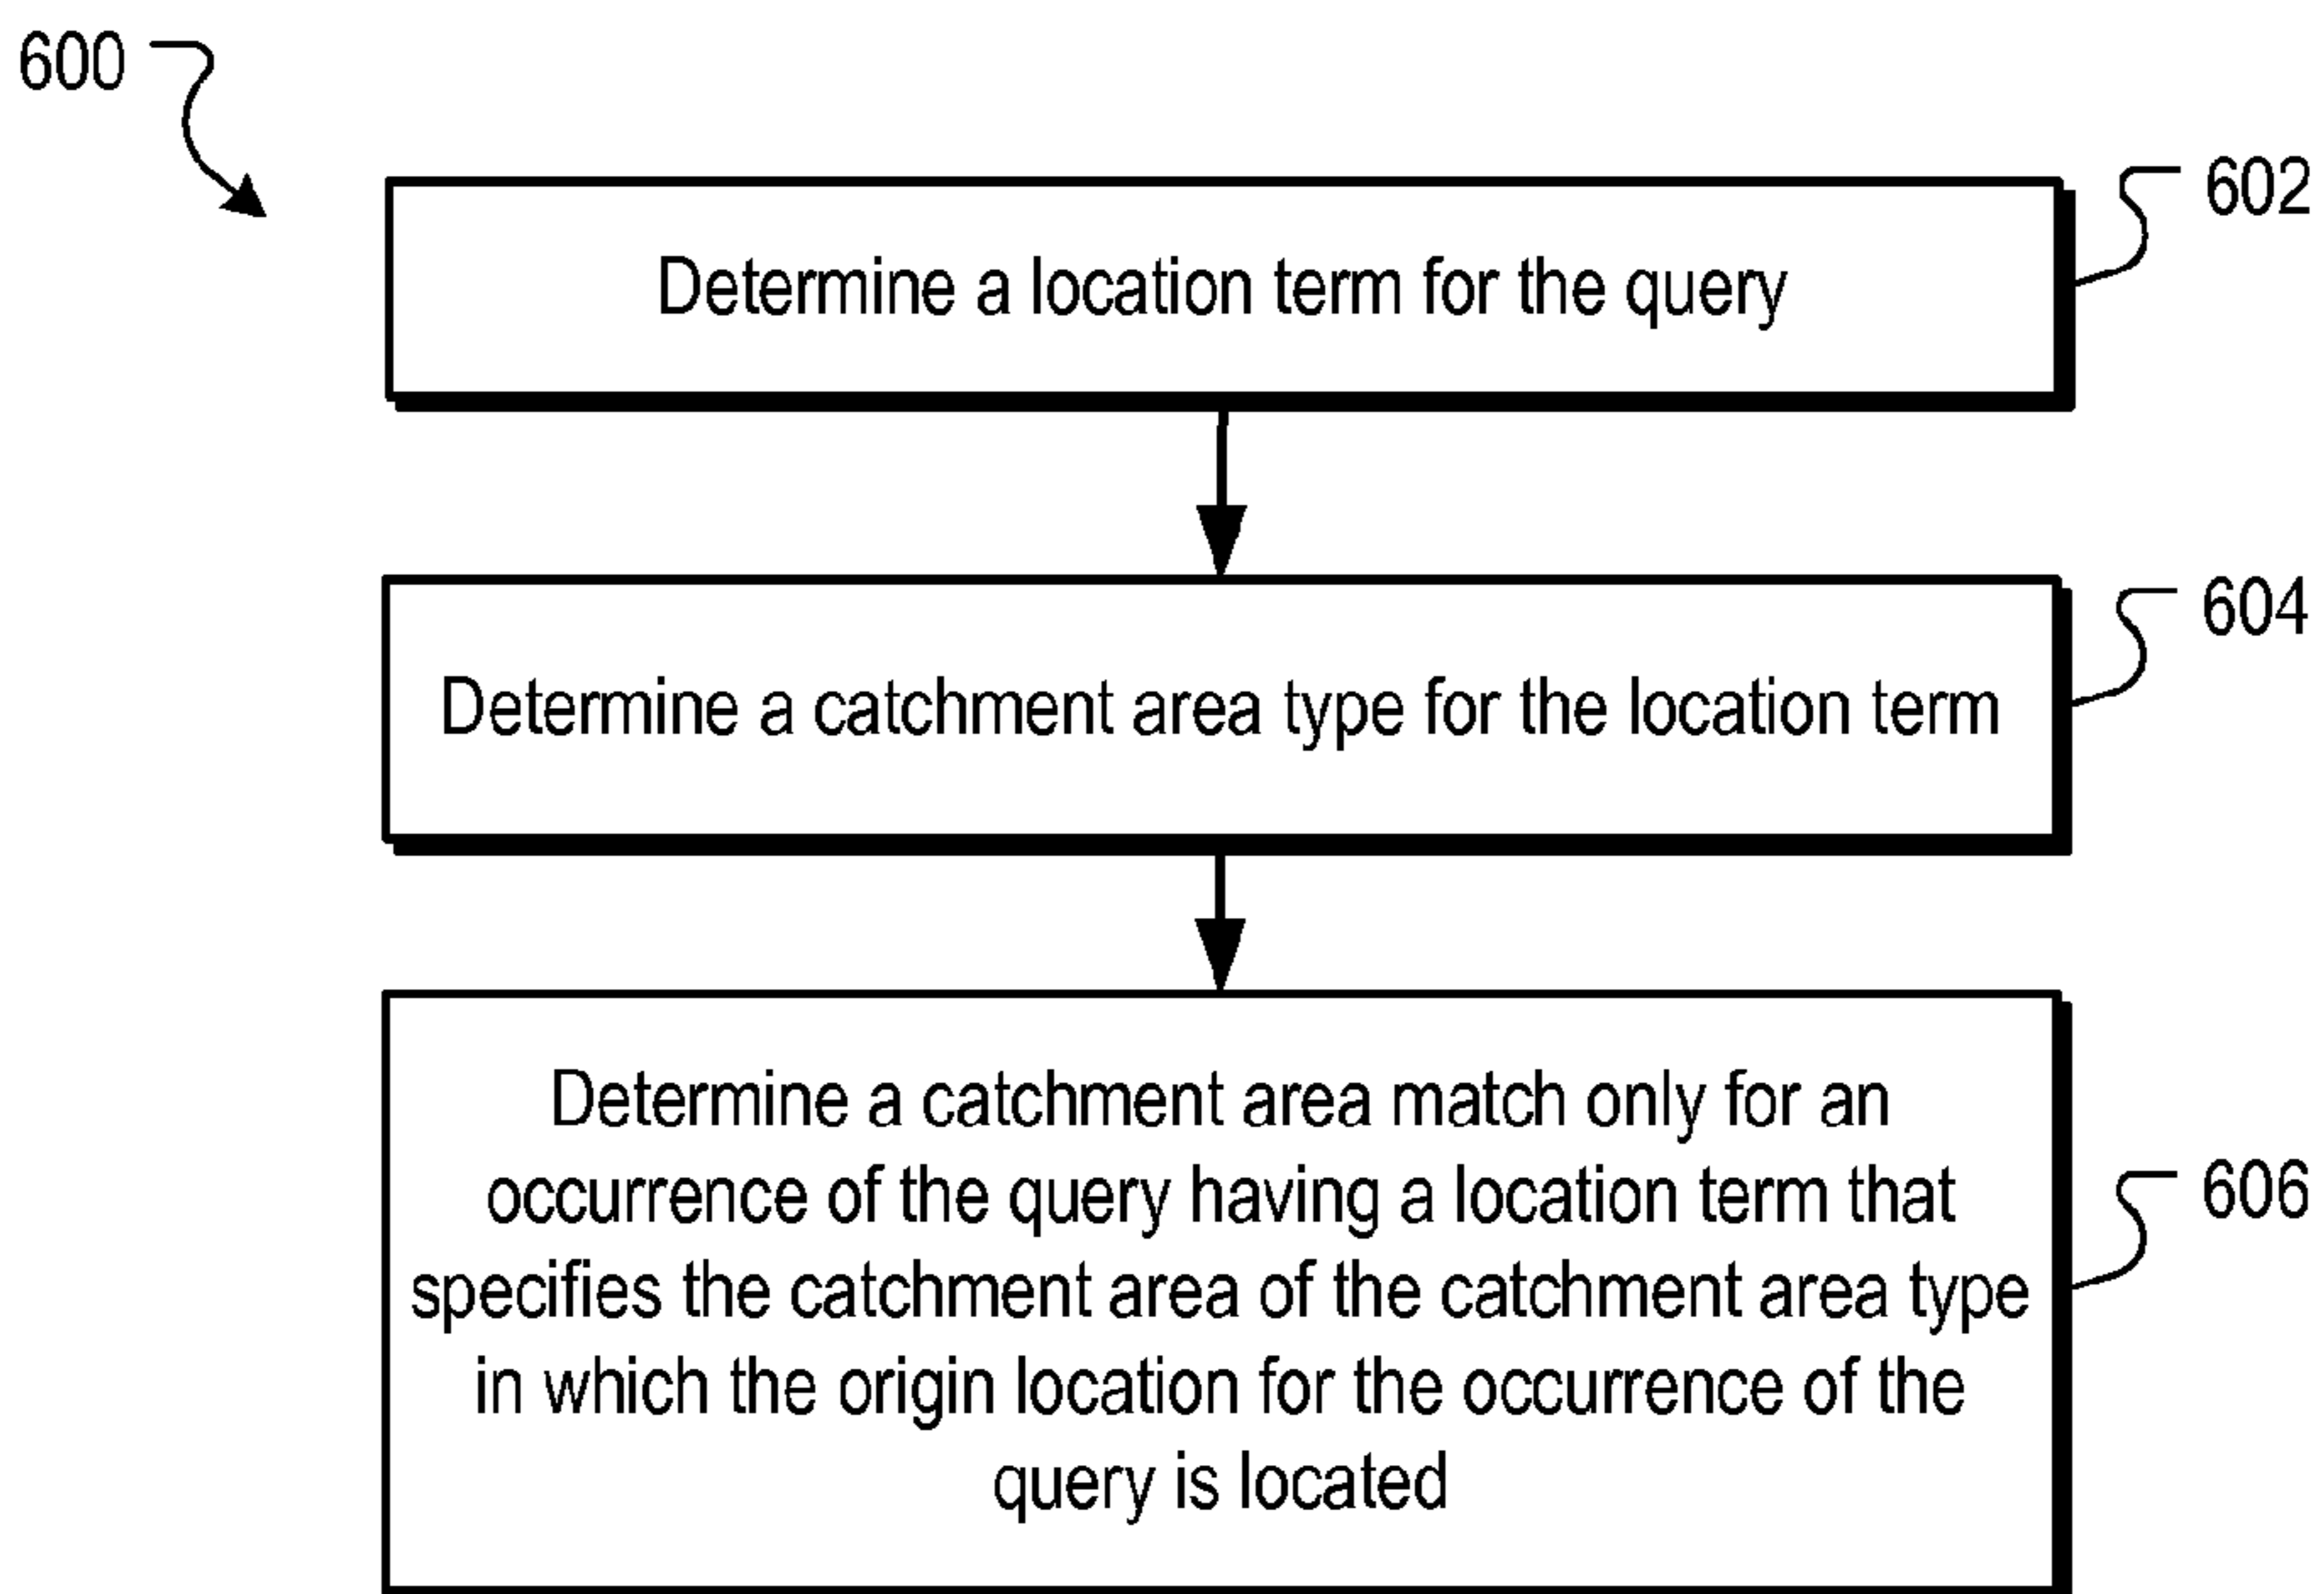 600
602
Determine a location term for the query
604
Determine a catchment area type for the location term
Determine a catchment area match only for an
occurrence of the query having a location term that
606
specifies the catchment area of the catchment area type
in which the origin location for the occurrence of the
query is located